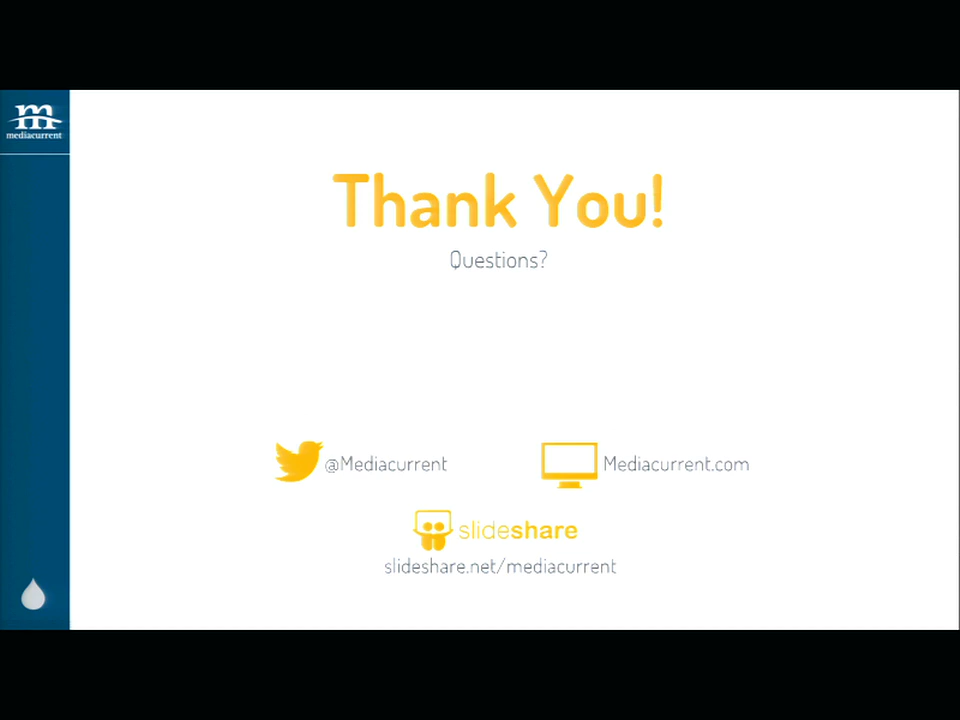 mediacurrent
Thank You!
Questions?
@Mediacurrent
Mediacurrent.com
slideshare
slideshare.net/mediacurrent